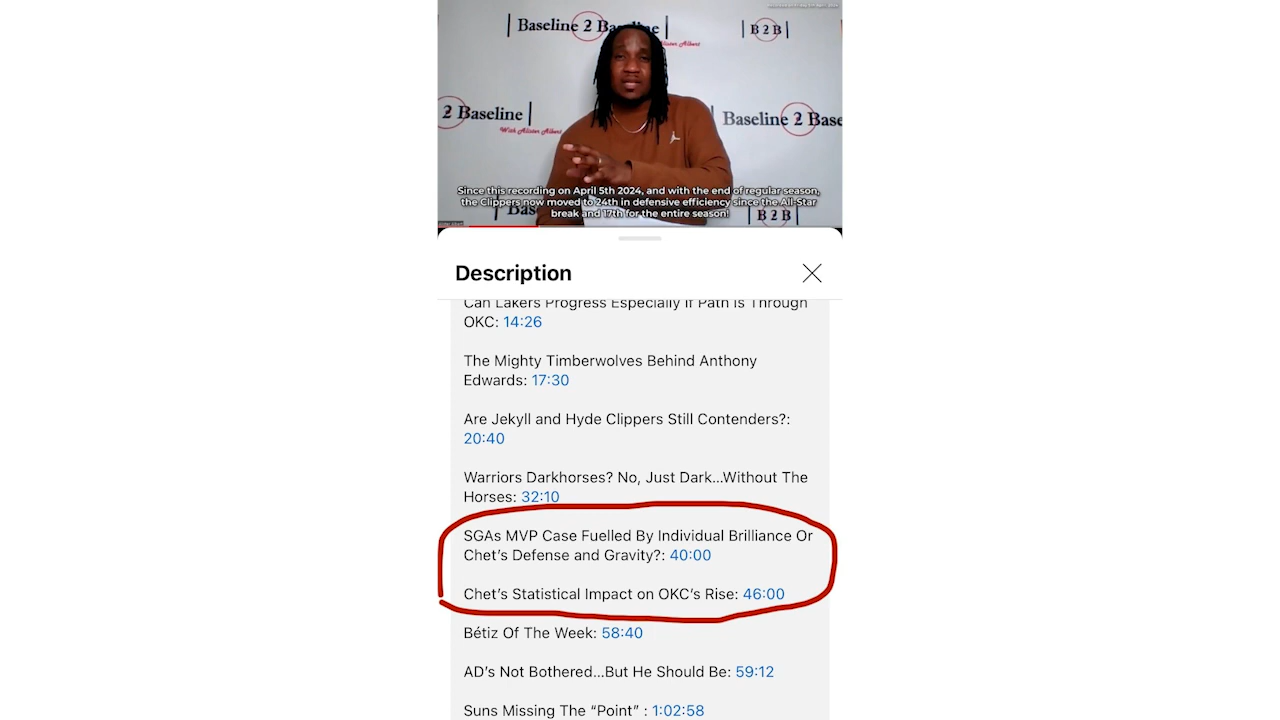 Baseline 2 Baseline
B 2 B
2 Baseline
With Alister Albert
Baseline 2 Base
Since this recording on April 5th 2024, and with the end of regular season,
the Clippers now moved to 24th in defensive efficiency since the All-Star
break and 17th for the entire season!
Bas
B 2 B
Description
Can Lakers Progress Especially If Path Is Through
OKC: 14:26
The Mighty Timberwolves Behind Anthony
Edwards: 17:30
Are Jekyll and Hyde Clippers Still Contenders?:
20:40
Warriors Darkhorses? No, Just Dark...Without The
Horses: 32:10
SGAs MVP Case Fuelled By Individual Brilliance Or
Chet’s Defense and Gravity?: 40:00
Chet’s Statistical Impact on OKC’s Rise: 46:00
Bétiz Of The Week: 58:40
AD’s Not Bothered...But He Should Be: 59:12
Suns Missing The “Point” : 1:02:58